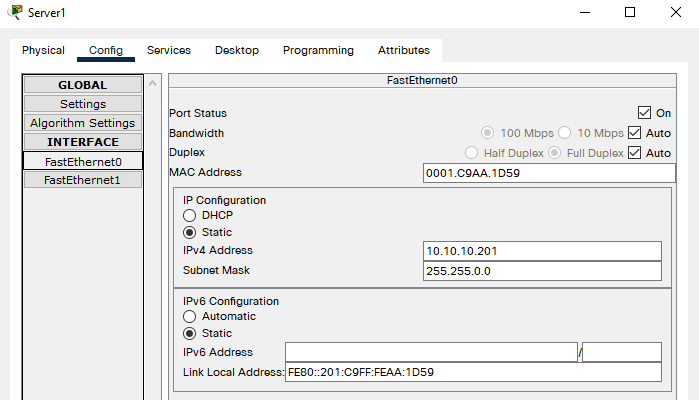 Server1
Physical Config Services Desktop Programming Attributes
GLOBAL
Settings
Algorithm Settings
INTERFACE
FastEthernet0
FastEthernet1
FastEthernet0
Port Status On
Bandwidth 100 Mbps 10 Mbps Auto
Duplex Half Duplex Full Duplex Auto
MAC Address 0001.C9AA.1D59
IP Configuration
DHCP
Static
IPv4 Address 10.10.10.201
Subnet Mask 255.255.0.0
IPv6 Configuration
Automatic
Static
IPv6 Address /
Link Local Address: FE80::201:C9FF:FEAA:1D59